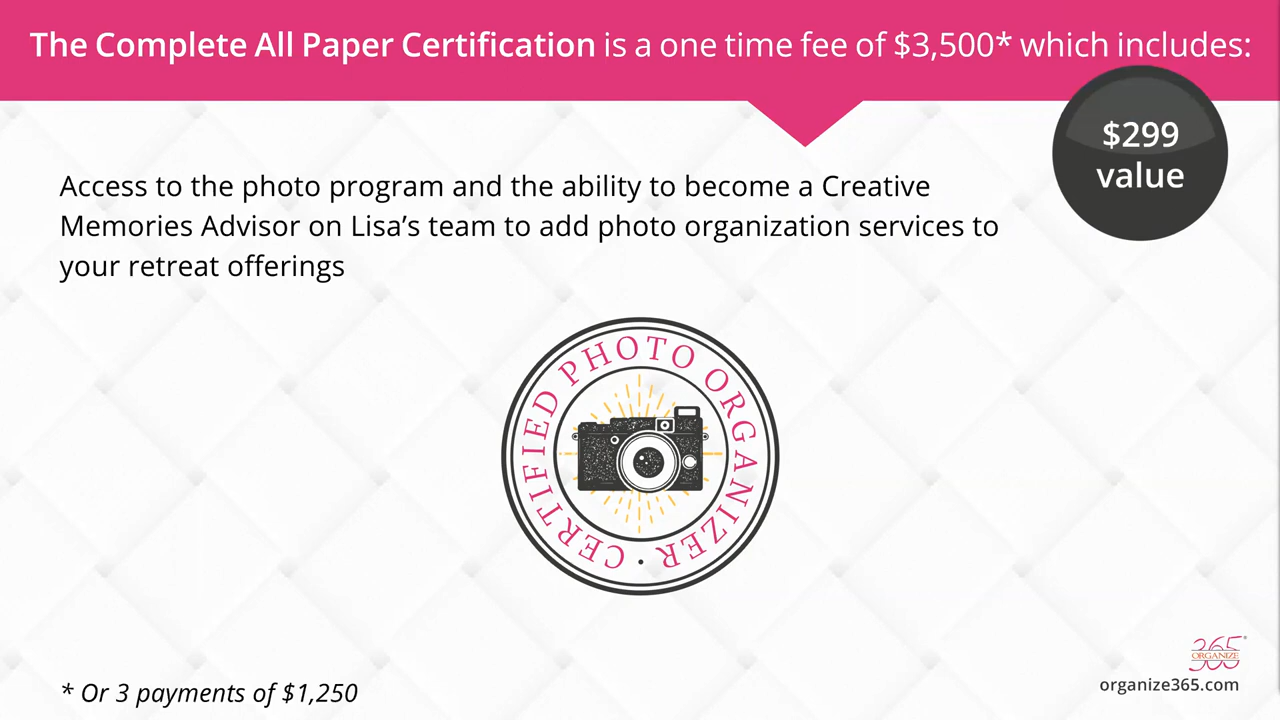 The Complete All Paper Certification is a one time fee of $3,500* which includes:
$299
value
Access to the photo program and the ability to become a Creative
Memories Advisor on Lisa’s team to add photo organization services to
your retreat offerings
CERTIFIED PHOTO ORGANIZER •
365
ORGANIZE
organize365.com
* Or 3 payments of $1,250